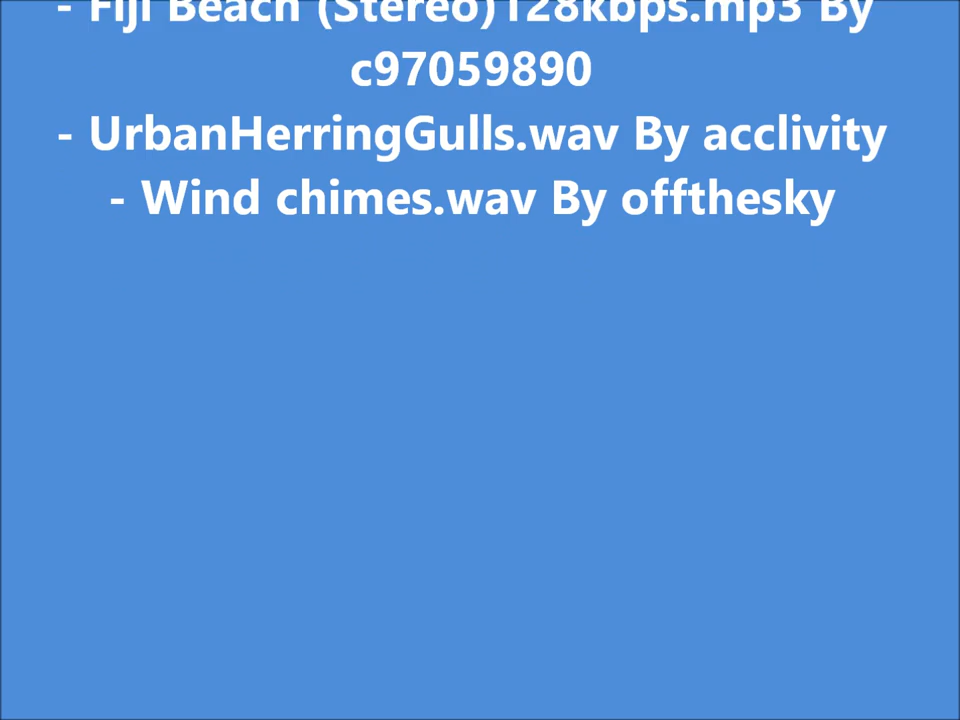 - Fiji Beach (Stereo)128kbps.mp3 By
c97059890
- UrbanHerringGulls.wav By acclivity
- Wind chimes.wav By offthesky